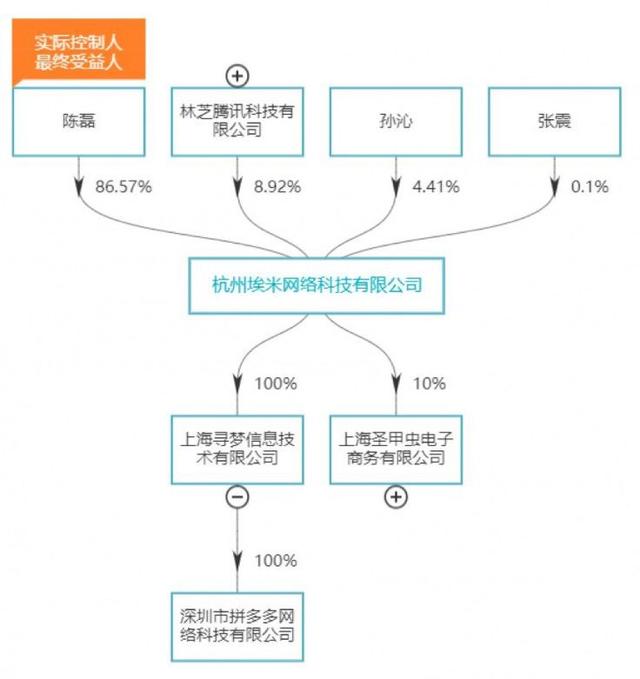 实际控制人
最终受益人
陈磊
林芝腾讯科技有
限公司
孙沁
张震
86.57%
8.92%
4.41%
0.1%
杭州埃米网络科技有限公司
100%
10%
上海寻梦信息技
术有限公司
上海圣甲虫电子
商务有限公司
100%
深圳市拼多多网
络科技有限公司